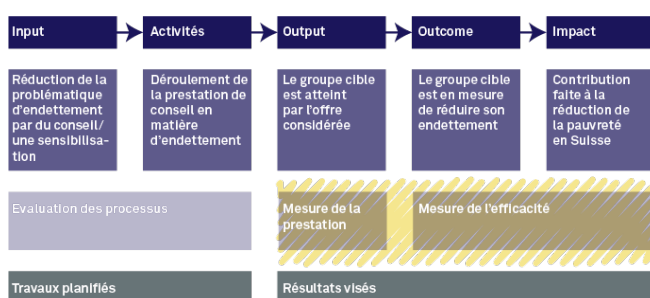 Input
Activités
Output
Outcome
Impact
Réduction de la
problématique
d'endettement
par du conseil/
une sensibilisa-
tion
Déroulement de
la prestation de
conseil en
matière
d'endettement
Le groupe cible
est atteint
par l'offre
considérée
Le groupe cible
est en mesure
de réduire son
endettement
Contribution
faite à la
réduction de
la pauvreté
en Suisse
Evaluation des processus
Mesure de la
prestation
Mesure de l'efficacité
Travaux planifiés
Résultats visés